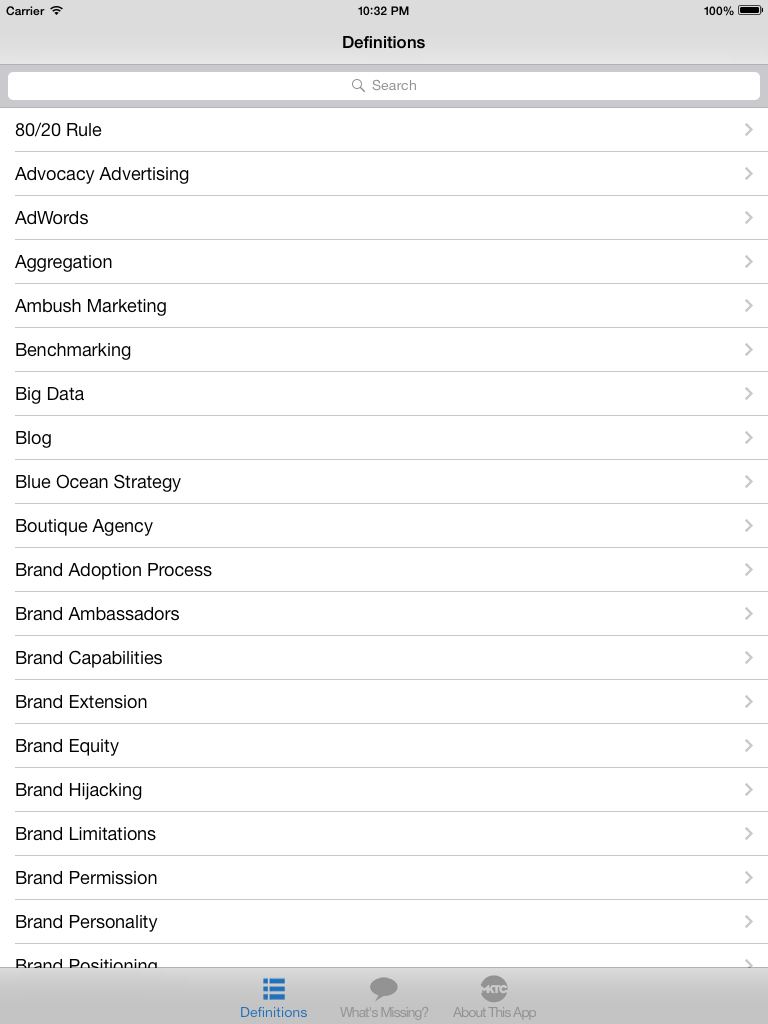 Carrier 10:32 PM 100%
Definitions
Search
80/20 Rule
Advocacy Advertising
AdWords
Aggregation
Ambush Marketing
Benchmarking
Big Data
Blog
Blue Ocean Strategy
Boutique Agency
Brand Adoption Process
Brand Ambassadors
Brand Capabilities
Brand Extension
Brand Equity
Brand Hijacking
Brand Limitations
Brand Permission
Brand Personality
Brand Positioning
MKTG
Definitions What's Missing? About This App